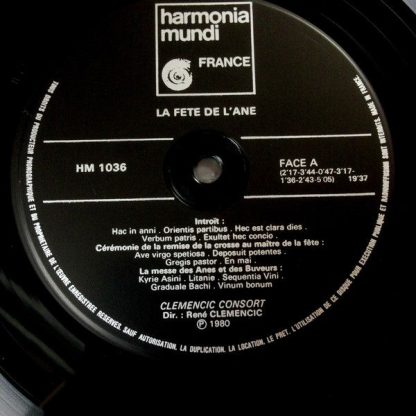 harmonia
mundi
FRANCE
LA FETE DE L'ANE
HM 1036
FACE A
(2'17-3'44-0'47-3'17-
1'36-2'43-5'05) 19'37
Introït :
Hac in anni . Orientis partibus . Hec est clara dies .
Verbum patris . Exultet hec concio .
Cérémonie de la remise de la crosse au maître de la fête :
Ave virgo spetiosa . Deposuit potentes .
Gregis pastor . En mai .
La messe des Anes et des Buveurs :
Kyrie Asini . Litanie . Sequentia Vini .
Graduale Bachi . Vinum bonum
CLEMENCIC CONSORT
Dir. : René CLEMENCIC
Ⓟ 1980
TOUS DROITS DU PRODUCTEUR PHONOGRAPHIQUE ET DU PROPRIETAIRE DE L'ŒUVRE ENREGISTREE RESERVES. SAUF AUTORISATION, LA DUPLICATION, LA LOCATION, LE PRET, L'UTILISATION DE CE DISQUE POUR EXECUTION PUBLIQUE ET RADIODIFFUSION SONT INTERDITS. MADE IN FRANCE.